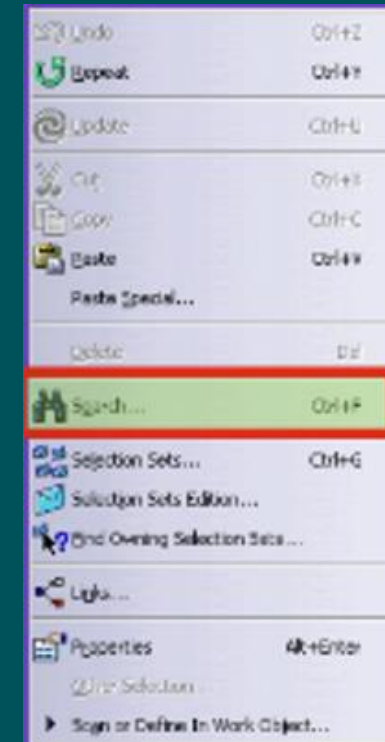 Undo Ctrl+Z
Repeat Ctrl+Y
Update Ctrl+U
Cut Ctrl+X
Copy Ctrl+C
Paste Ctrl+V
Paste Special...
Delete Del
Search... Ctrl+F
Selection Sets... Ctrl+G
Selection Sets Edition...
Find Owning Selection Sets...
Links...
Properties Alt+Enter
Other Selection...
Scan or Define In Work Object...